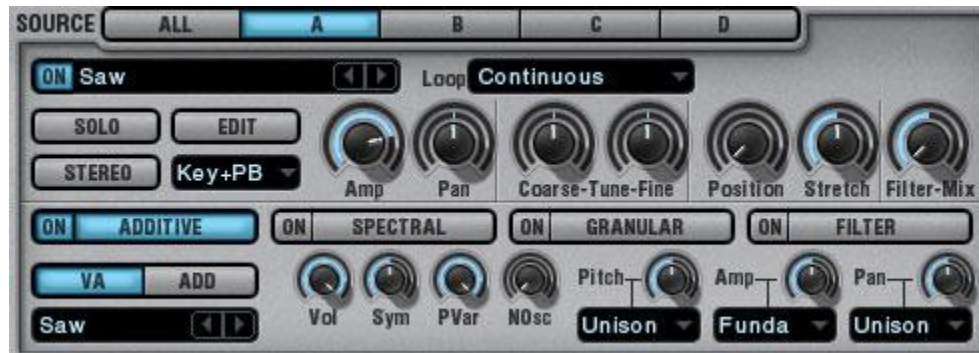 SOURCE ALL A B C D
ON Saw Loop Continuous
SOLO EDIT
STEREO Key+PB
Amp Pan Coarse-Tune-Fine Position Stretch Filter-Mix
ON ADDITIVE ON SPECTRAL ON GRANULAR ON FILTER
VA ADD
Pitch Amp Pan
Vol Sym PVar NOsc
Saw Unison Funda Unison